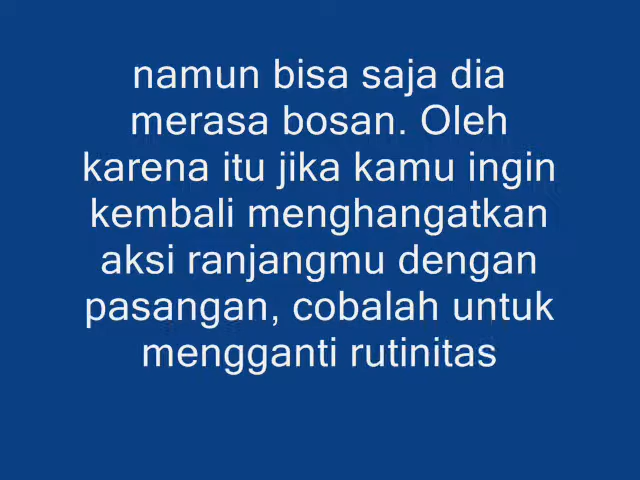 namun bisa saja dia
merasa bosan. Oleh
karena itu jika kamu ingin
kembali menghangatkan
aksi ranjangmu dengan
pasangan, cobalah untuk
mengganti rutinitas